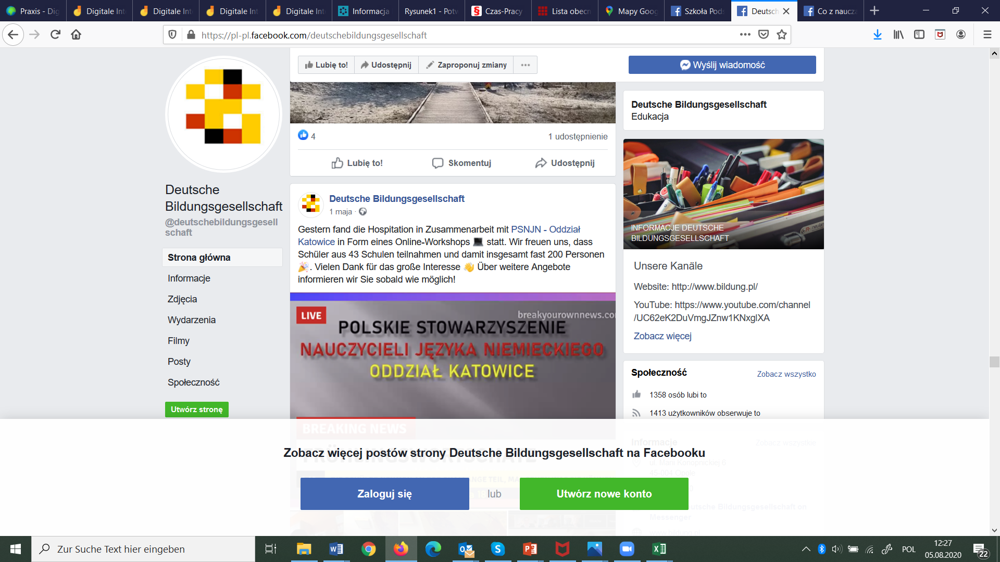 Praxis - Dig
Digitale Int
Digitale Int
Digitale Int
Digitale Int
Informacja
Rysunek1 - Potw
Czas-Pracy
Lista obecn
Mapy Goog
Szkoła Pods
Deutsch
Co z naucza
https://pl-pl.facebook.com/deutschebildungsgesellschaft
Lubię to!
Udostępnij
Zaproponuj zmiany
Wyślij wiadomość
Deutsche
Bildungsgesellschaft
@deutschebildungsgesell
schaft
Strona główna
Informacje
Zdjęcia
Wydarzenia
Filmy
Posty
Społeczność
Utwórz stronę
4
1 udostępnienie
Lubię to!
Skomentuj
Udostępnij
Deutsche Bildungsgesellschaft
1 maja ·
Gestern fand die Hospitation in Zusammenarbeit mit PSNJN - Oddział
Katowice in Form eines Online-Workshops 💻 statt. Wir freuen uns, dass
Schüler aus 43 Schulen teilnahmen und damit insgesamt fast 200 Personen
🎉. Vielen Dank für das große Interesse 👋 Über weitere Angebote
informieren wir Sie sobald wie möglich!
LIVE
breakyourownnews.co
POLSKIE STOWARZYSZENIE
NAUCZYCIELI JĘZYKA NIEMIECKIEGO
ODDZIAŁ KATOWICE
BREAKING NEWS
Deutsche Bildungsgesellschaft
Edukacja
INFORMACJE DEUTSCHE
BILDUNGSGESELLSCHAFT
Unsere Kanäle
Website: http://www.bildung.pl/
YouTube: https://www.youtube.com/channel
/UC62eK2DuVmgJZnw1KNxglXA
Zobacz więcej
Społeczność
Zobacz wszystko
1358 osób lubi to
1413 użytkowników obserwuje to
Informacje
Zobacz wszystkie
ul. Marii Konopnickiej 6
45-004 Opole
Zobacz więcej postów strony Deutsche Bildungsgesellschaft na Facebooku
Zaloguj się
lub
Utwórz nowe konto
Messenger
Zur Suche Text hier eingeben
POL
12:27
05.08.2020
22